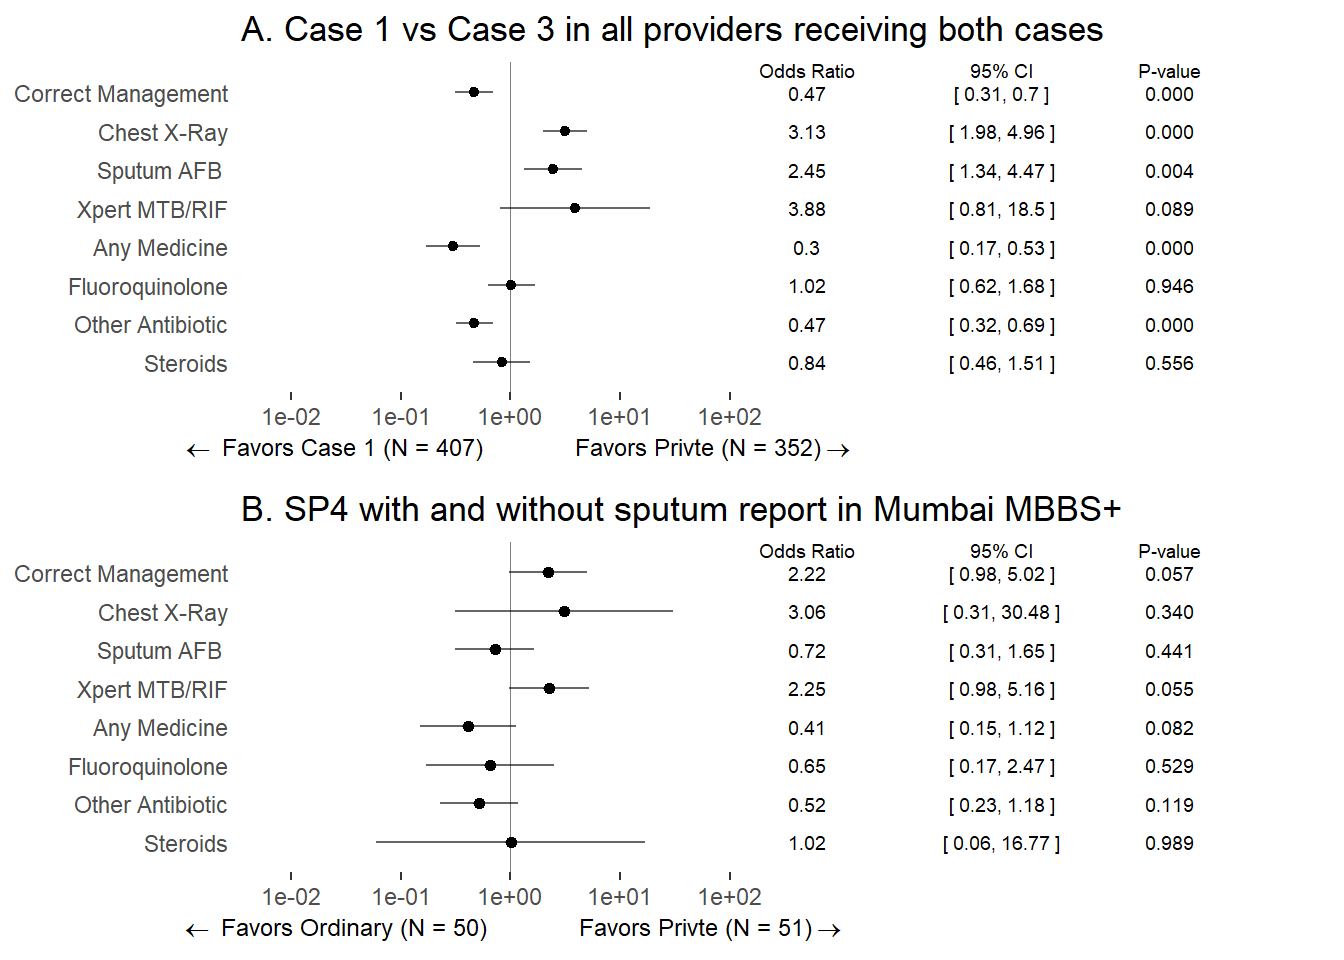 A. Case 1 vs Case 3 in all providers receiving both cases
Odds Ratio 95% CI P-value
Correct Management 0.47 [ 0.31, 0.7 ] 0.000
Chest X-Ray 3.13 [ 1.98, 4.96 ] 0.000
Sputum AFB 2.45 [ 1.34, 4.47 ] 0.004
Xpert MTB/RIF 3.88 [ 0.81, 18.5 ] 0.089
Any Medicine 0.3 [ 0.17, 0.53 ] 0.000
Fluoroquinolone 1.02 [ 0.62, 1.68 ] 0.946
Other Antibiotic 0.47 [ 0.32, 0.69 ] 0.000
Steroids 0.84 [ 0.46, 1.51 ] 0.556
1e-02 1e-01 1e+00 1e+01 1e+02
← Favors Case 1 (N = 407) Favors Privte (N = 352) →
B. SP4 with and without sputum report in Mumbai MBBS+
Odds Ratio 95% CI P-value
Correct Management 2.22 [ 0.98, 5.02 ] 0.057
Chest X-Ray 3.06 [ 0.31, 30.48 ] 0.340
Sputum AFB 0.72 [ 0.31, 1.65 ] 0.441
Xpert MTB/RIF 2.25 [ 0.98, 5.16 ] 0.055
Any Medicine 0.41 [ 0.15, 1.12 ] 0.082
Fluoroquinolone 0.65 [ 0.17, 2.47 ] 0.529
Other Antibiotic 0.52 [ 0.23, 1.18 ] 0.119
Steroids 1.02 [ 0.06, 16.77 ] 0.989
1e-02 1e-01 1e+00 1e+01 1e+02
← Favors Ordinary (N = 50) Favors Privte (N = 51) →